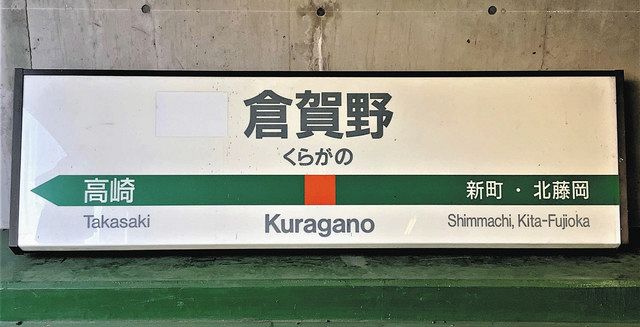 倉賀野
くらがの
高崎 新町・北藤岡
Takasaki Kuragano Shimmachi, Kita-Fujioka